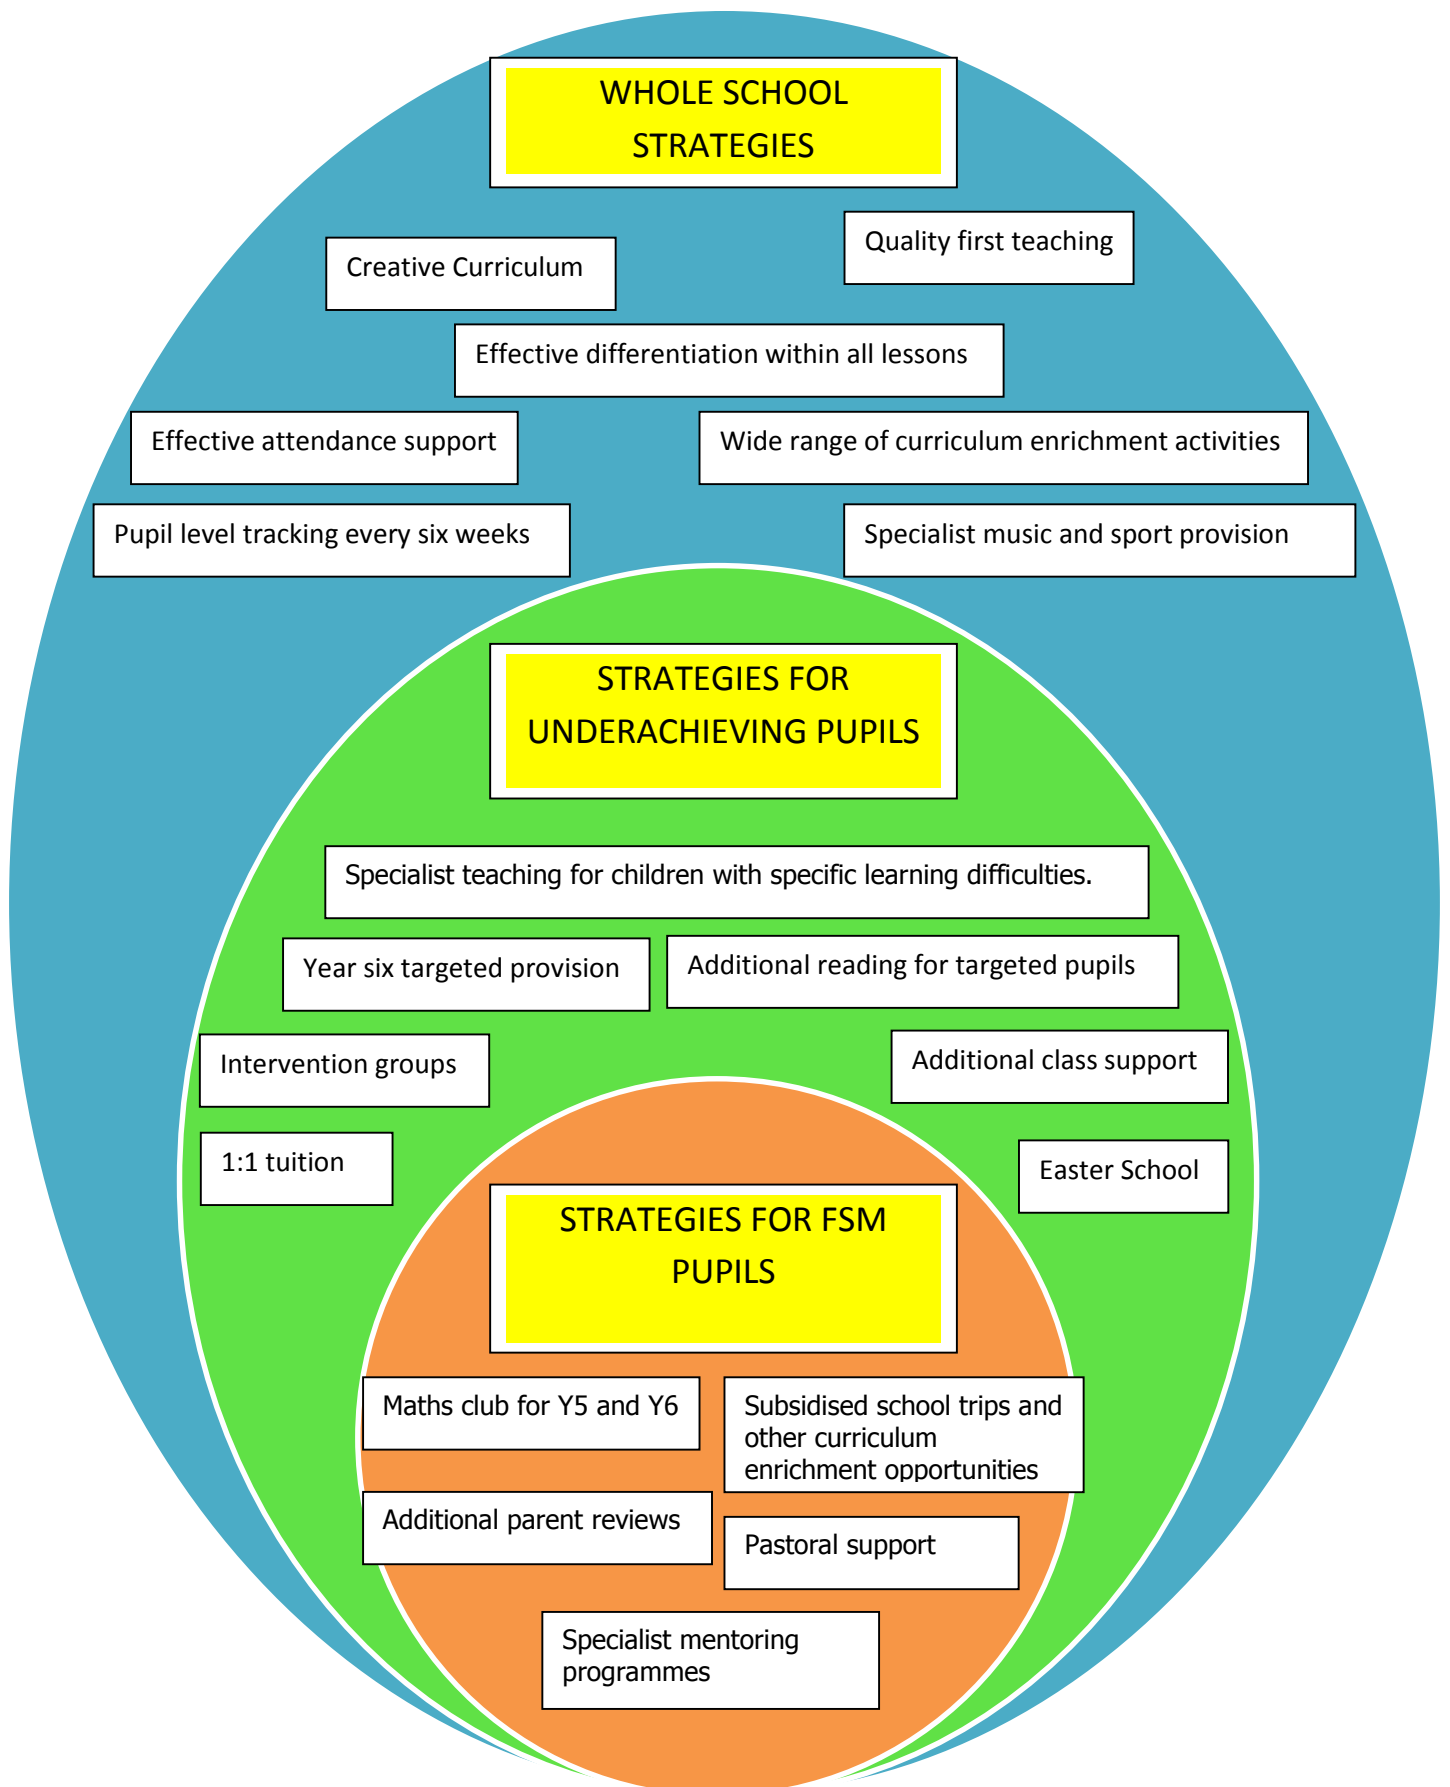 WHOLE SCHOOL
STRATEGIES
Quality first teaching
Creative Curriculum
Effective differentiation within all lessons
Effective attendance support
Wide range of curriculum enrichment activities
Pupil level tracking every six weeks
Specialist music and sport provision
STRATEGIES FOR
UNDERACHIEVING PUPILS
Specialist teaching for children with specific learning difficulties.
Year six targeted provision
Additional reading for targeted pupils
Intervention groups
Additional class support
1:1 tuition
Easter School
STRATEGIES FOR FSM
PUPILS
Maths club for Y5 and Y6
Subsidised school trips and
other curriculum
enrichment opportunities
Additional parent reviews
Pastoral support
Specialist mentoring
programmes